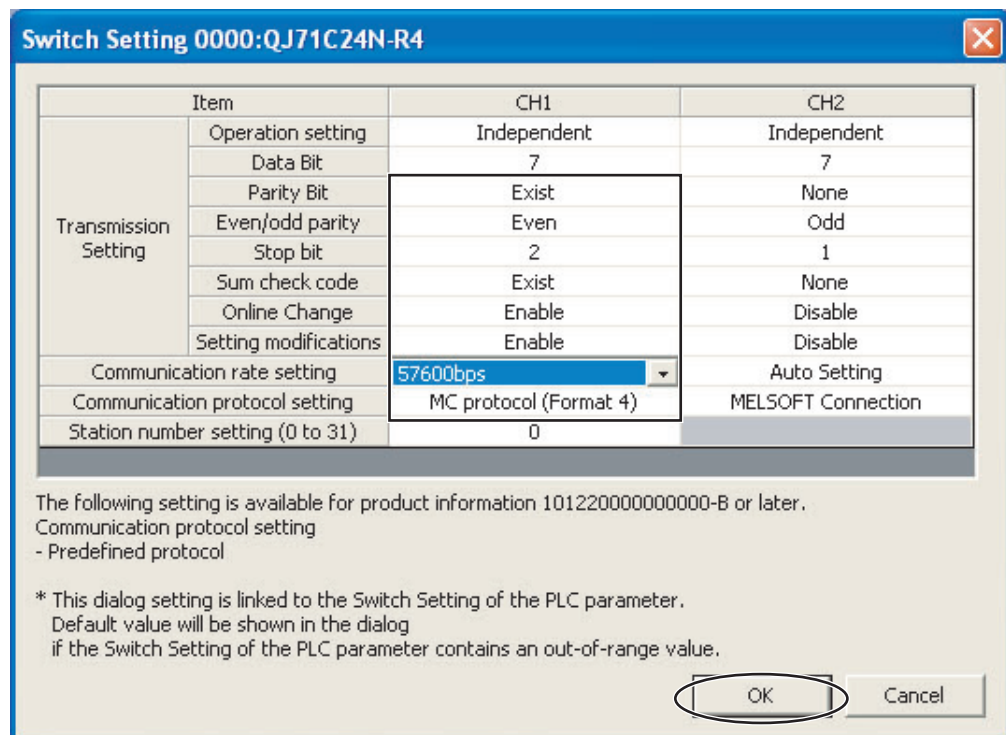 Switch Setting 0000:QJ71C24N-R4
Item CH1 CH2
Transmission Setting
Operation setting Independent Independent
Data Bit 7 7
Parity Bit Exist None
Even/odd parity Even Odd
Stop bit 2 1
Sum check code Exist None
Online Change Enable Disable
Setting modifications Enable Disable
Communication rate setting 57600bps Auto Setting
Communication protocol setting MC protocol (Format 4) MELSOFT Connection
Station number setting (0 to 31) 0
The following setting is available for product information 101220000000000-B or later.
Communication protocol setting
- Predefined protocol
* This dialog setting is linked to the Switch Setting of the PLC parameter.
Default value will be shown in the dialog
if the Switch Setting of the PLC parameter contains an out-of-range value.
OK Cancel